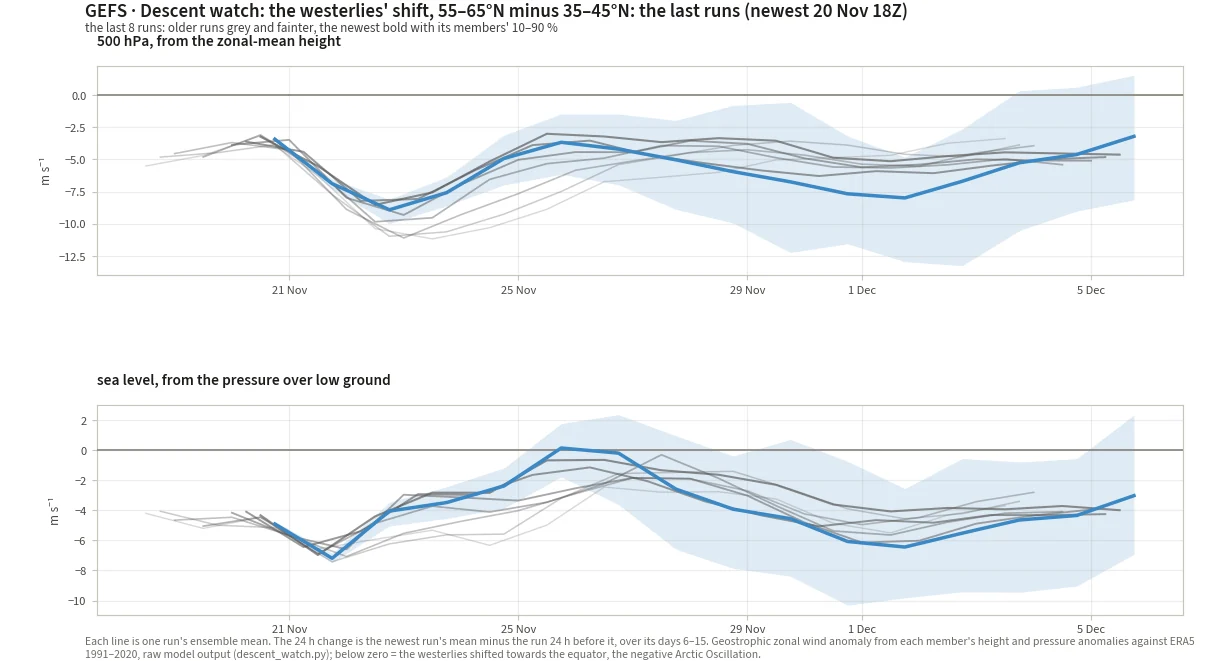 GEFS · Descent watch: the westerlies' shift, 55–65°N minus 35–45°N: the last runs (newest 20 Nov 18Z)
the last 8 runs: older runs grey and fainter, the newest bold with its members' 10–90 %
500 hPa, from the zonal-mean height
0.0
−2.5
−5.0
−7.5
−10.0
−12.5
m s⁻¹
21 Nov 25 Nov 29 Nov 1 Dec 5 Dec
sea level, from the pressure over low ground
2
0
−2
−4
−6
−8
−10
m s⁻¹
21 Nov 25 Nov 29 Nov 1 Dec 5 Dec
Each line is one run's ensemble mean. The 24 h change is the newest run's mean minus the run 24 h before it, over its days 6–15. Geostrophic zonal wind anomaly from each member's height and pressure anomalies against ERA5
1991–2020, raw model output (descent_watch.py); below zero = the westerlies shifted towards the equator, the negative Arctic Oscillation.